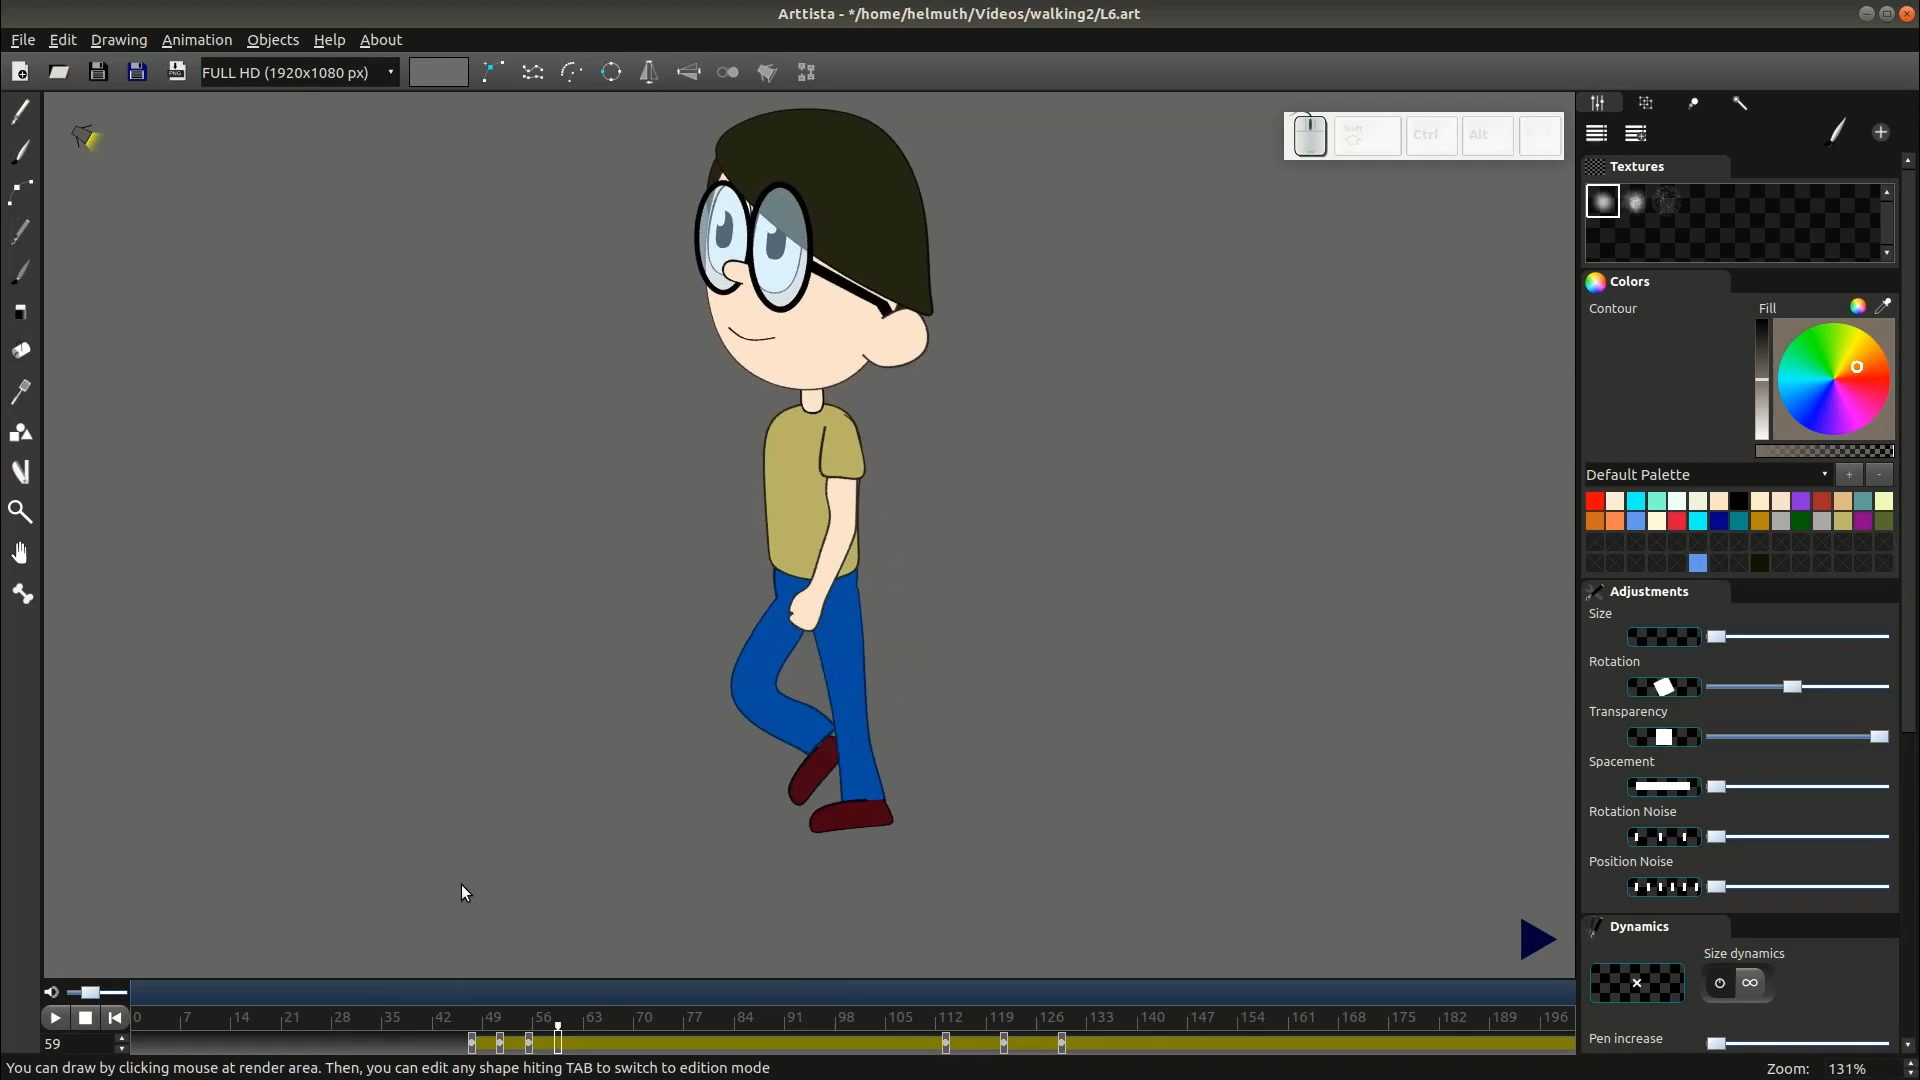 Arttista - */home/helmuth/Vídeos/walking2/L6.art
File Edit Drawing Animation Objects Help About
FULL HD (1920x1080 px)
Shift Ctrl Alt
Textures
Colors
Contour Fill
Default Palette + -
Adjustments
Size
Rotation
Transparency
Spacement
Rotation Noise
Position Noise
Dynamics
Size dynamics
Pen increase
0 7 14 21 28 35 42 49 56 63 70 77 84 91 98 105 112 119 126 133 140 147 154 161 168 175 182 189 196
59
You can draw by clicking mouse at render area. Then, you can edit any shape hiting TAB to switch to edition mode
Zoom: 131%